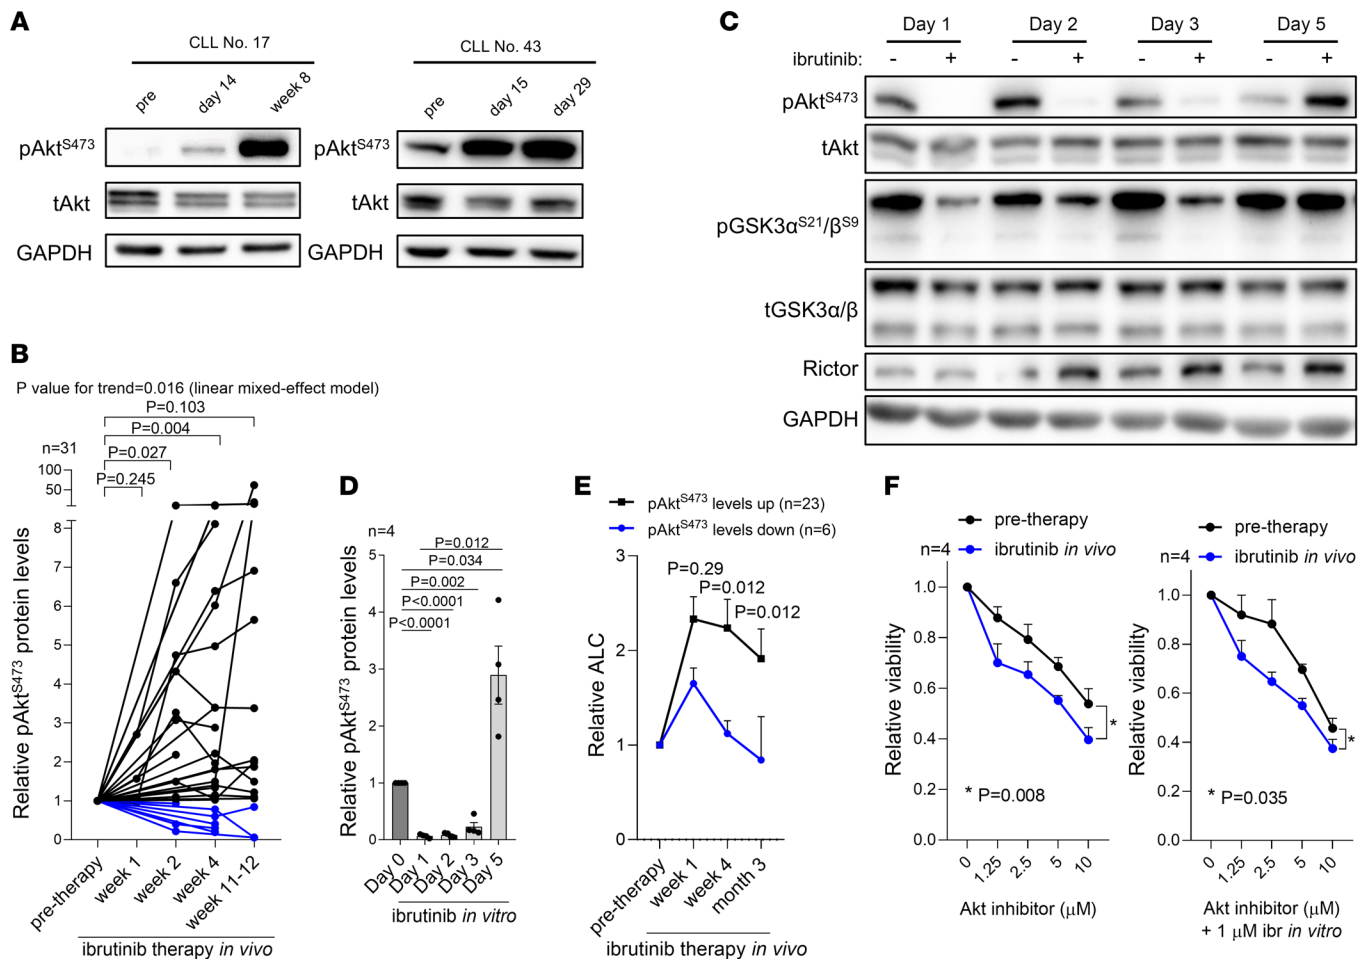 A
CLL No. 17
pre
day 14
week 8
pAktS473
tAkt
GAPDH
CLL No. 43
pre
day 15
day 29
pAktS473
tAkt
GAPDH
B
P value for trend=0.016 (linear mixed-effect model)
P=0.103
P=0.004
n=31
P=0.027
P=0.245
100
50
8
7
6
5
4
3
2
1
0
Relative pAktS473 protein levels
pre-therapy
week 1
week 2
week 4
week 11-12
ibrutinib therapy in vivo
C
Day 1
Day 2
Day 3
Day 5
ibrutinib:
- + - + - + - +
pAktS473
tAkt
pGSK3αS21/βS9
tGSK3α/β
Rictor
GAPDH
D
n=4
P=0.012
P=0.034
P=0.002
P<0.0001
P<0.0001
5
4
3
2
1
0
Relative pAktS473 protein levels
Day 0
Day 1
Day 2
Day 3
Day 5
ibrutinib in vitro
E
pAktS473 levels up (n=23)
pAktS473 levels down (n=6)
3
2
1
0
P=0.29
P=0.012
P=0.012
Relative ALC
pre-therapy
week 1
week 4
month 3
ibrutinib therapy in vivo
F
pre-therapy
n=4
ibrutinib in vivo
1.0
0.8
0.6
0.4
0.2
0.0
Relative viability
*
* P=0.008
0
1.25
2.5
5
10
Akt inhibitor (μM)
pre-therapy
n=4
ibrutinib in vivo
1.0
0.8
0.6
0.4
0.2
0.0
Relative viability
*
* P=0.035
0
1.25
2.5
5
10
Akt inhibitor (μM)
+ 1 μM ibr in vitro